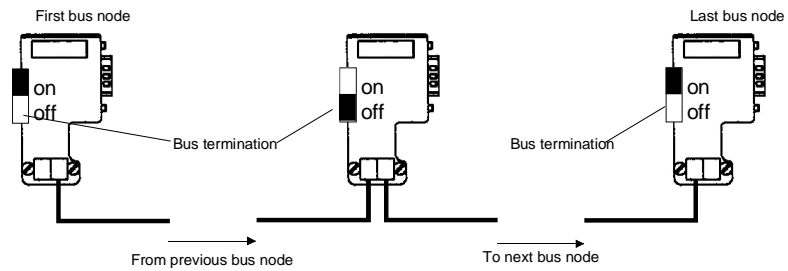 First bus node
Last bus node
on
off
on
off
on
off
Bus termination
Bus termination
From previous bus node
To next bus node